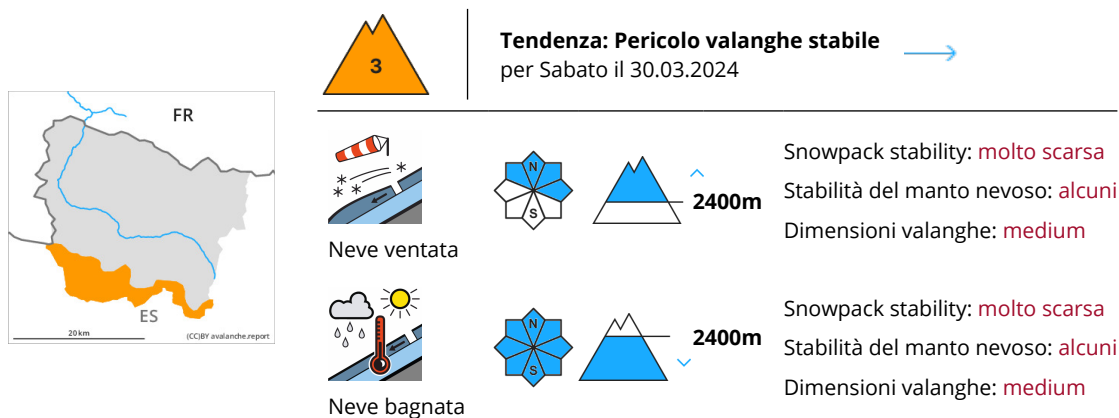 3
Tendenza: Pericolo valanghe stabile
per Sabato il 30.03.2024
FR
ES
20 km
(CC)BY avalanche.report
N
S
2400m
Snowpack stability: molto scarsa
Stabilità del manto nevoso: alcuni
Dimensioni valanghe: medium
Neve ventata
N
S
2400m
Snowpack stability: molto scarsa
Stabilità del manto nevoso: alcuni
Dimensioni valanghe: medium
Neve bagnata